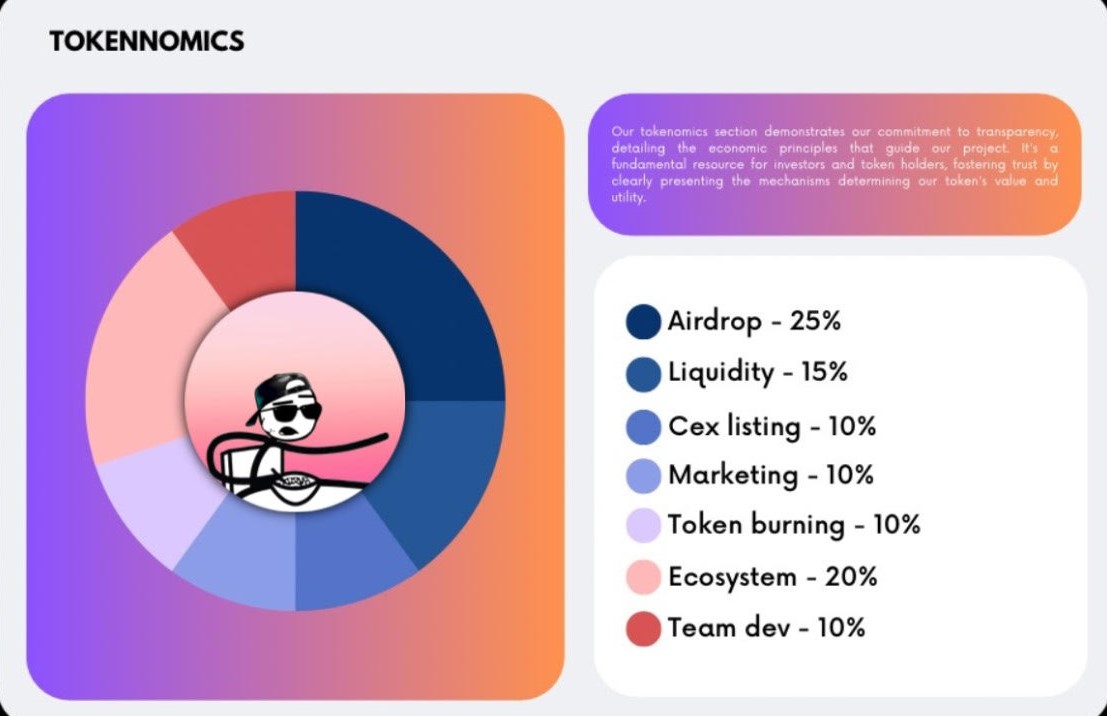 TOKENNOMICS
Our tokenomics section demonstrates our commitment to transparency,
detailing the economic principles that guide our project. It's a
fundamental resource for investors and token holders, fostering trust by
clearly presenting the mechanisms determining our token's value and
utility.
Airdrop - 25%
Liquidity - 15%
Cex listing - 10%
Marketing - 10%
Token burning - 10%
Ecosystem - 20%
Team dev - 10%